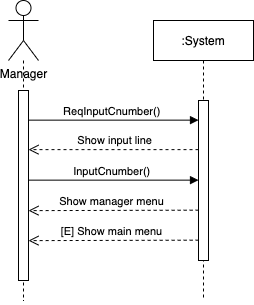 :System
Manager
ReqInputCnumber()
Show input line
InputCnumber()
Show manager menu
[E] Show main menu